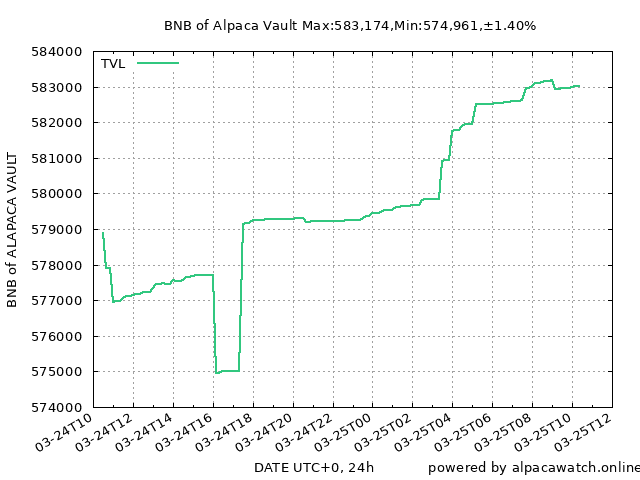 BNB of Alpaca Vault Max:583,174,Min:574,961,±1.40%
TVL
BNB of ALAPACA VAULT
584000
583000
582000
581000
580000
579000
578000
577000
576000
575000
574000
03-24T10
03-24T12
03-24T14
03-24T16
03-24T18
03-24T20
03-24T22
03-25T00
03-25T02
03-25T04
03-25T06
03-25T08
03-25T10
03-25T12
DATE UTC+0, 24h
powered by alpacawatch.online